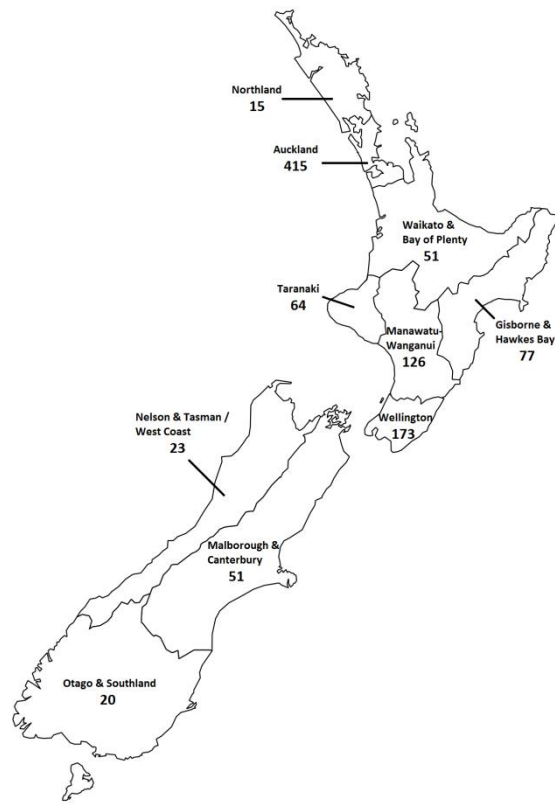 Northland
15
Auckland
415
Waikato &
Bay of Plenty
51
Taranaki
64
Manawatu-
Wanganui
126
Gisborne &
Hawkes Bay
77
Wellington
173
Nelson & Tasman /
West Coast
23
Malborough &
Canterbury
51
Otago & Southland
20